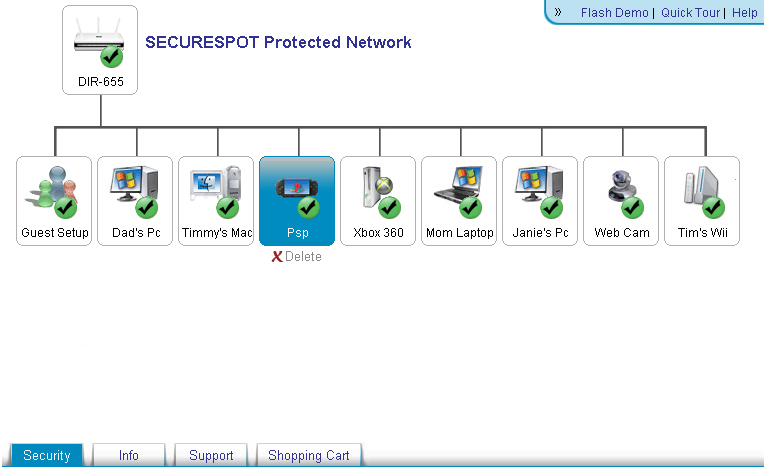 » Flash Demo | Quick Tour | Help
SECURESPOT Protected Network
DIR-655
Guest Setup
Dad's Pc
Timmy's Mac
Psp
Xbox 360
Mom Laptop
Janie's Pc
Web Cam
Tim's Wii
Delete
Security
Info
Support
Shopping Cart